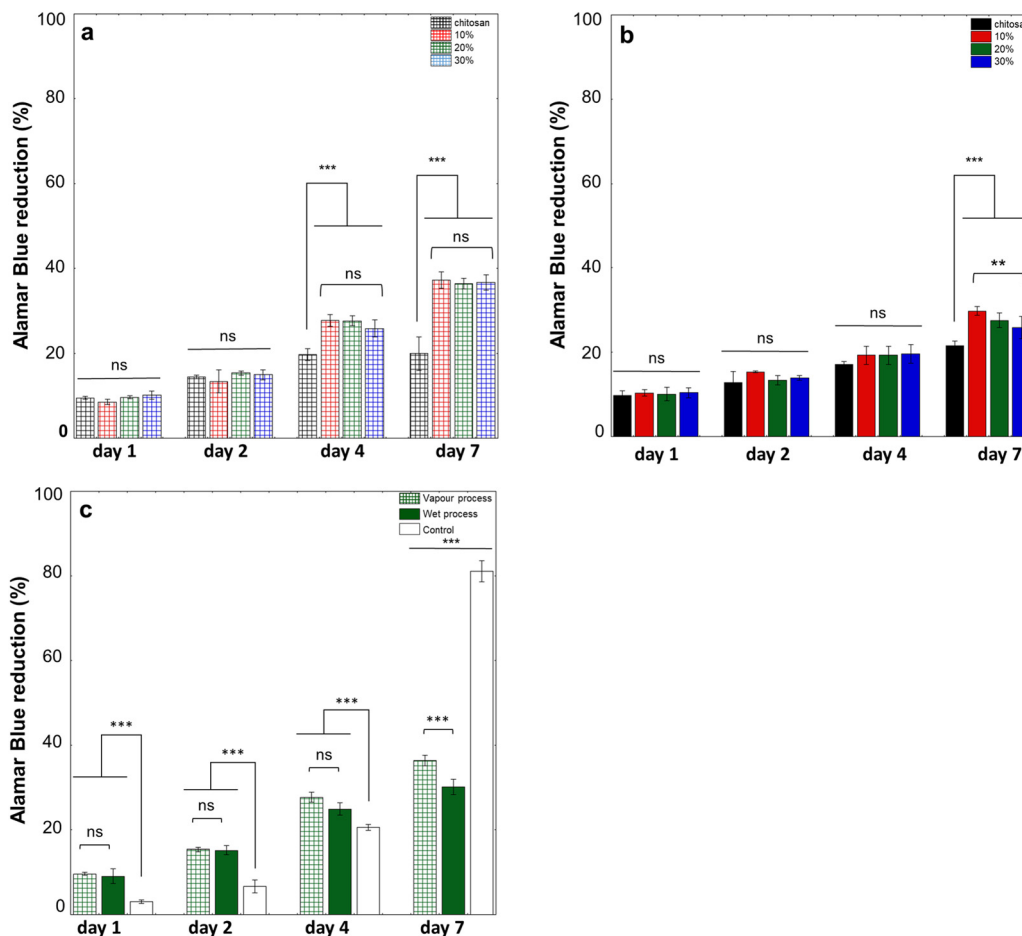 100
80
60
40
20
0
Alamar Blue reduction (%)
a
chitosan
10%
20%
30%
ns
ns
***
ns
***
ns
day 1
day 2
day 4
day 7
100
80
60
40
20
0
Alamar Blue reduction (%)
b
chitosa
10%
20%
30%
ns
ns
ns
***
**
day 1
day 2
day 4
day 7
100
80
60
40
20
0
Alamar Blue reduction (%)
c
Vapour process
Wet process
Control
***
ns
***
ns
***
ns
***
***
day 1
day 2
day 4
day 7